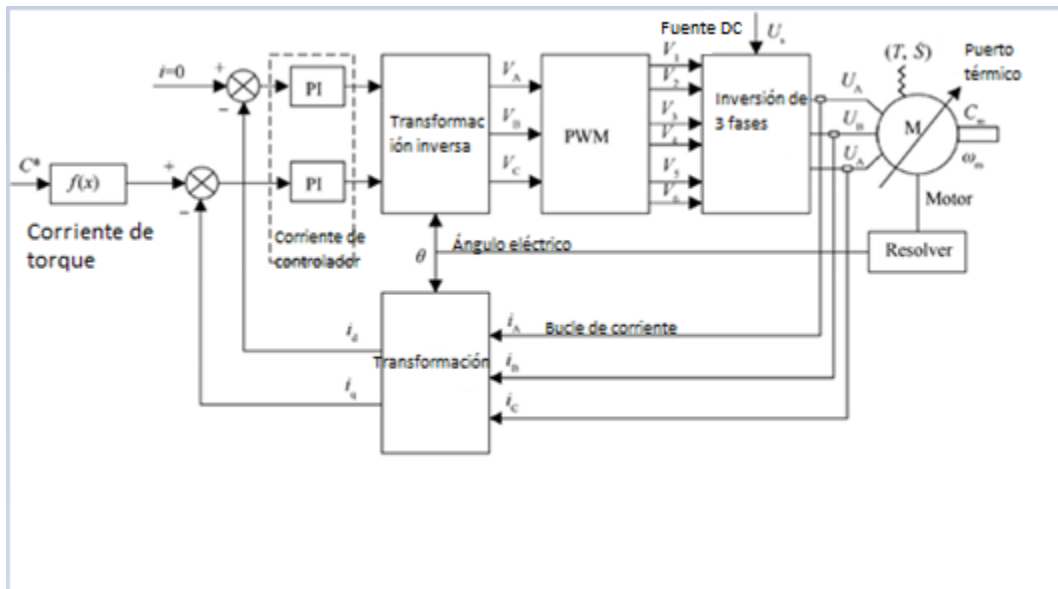 Fuente DC
U_s
i=0
+
−
PI
Transformac
ión inversa
V_A
V_B
V_C
PWM
V_1
V_2
V_3
V_4
V_5
V_6
Inversión de
3 fases
U_A
U_B
U_A
(T, Ṡ)
Puerto
térmico
M
C_m
ω_m
Motor
Resolver
C*
f(x)
+
−
PI
Corriente de
torque
Corriente de
controlador
θ
Ángulo eléctrico
Transformación
i_d
i_q
i_A
Bucle de corriente
i_B
i_C